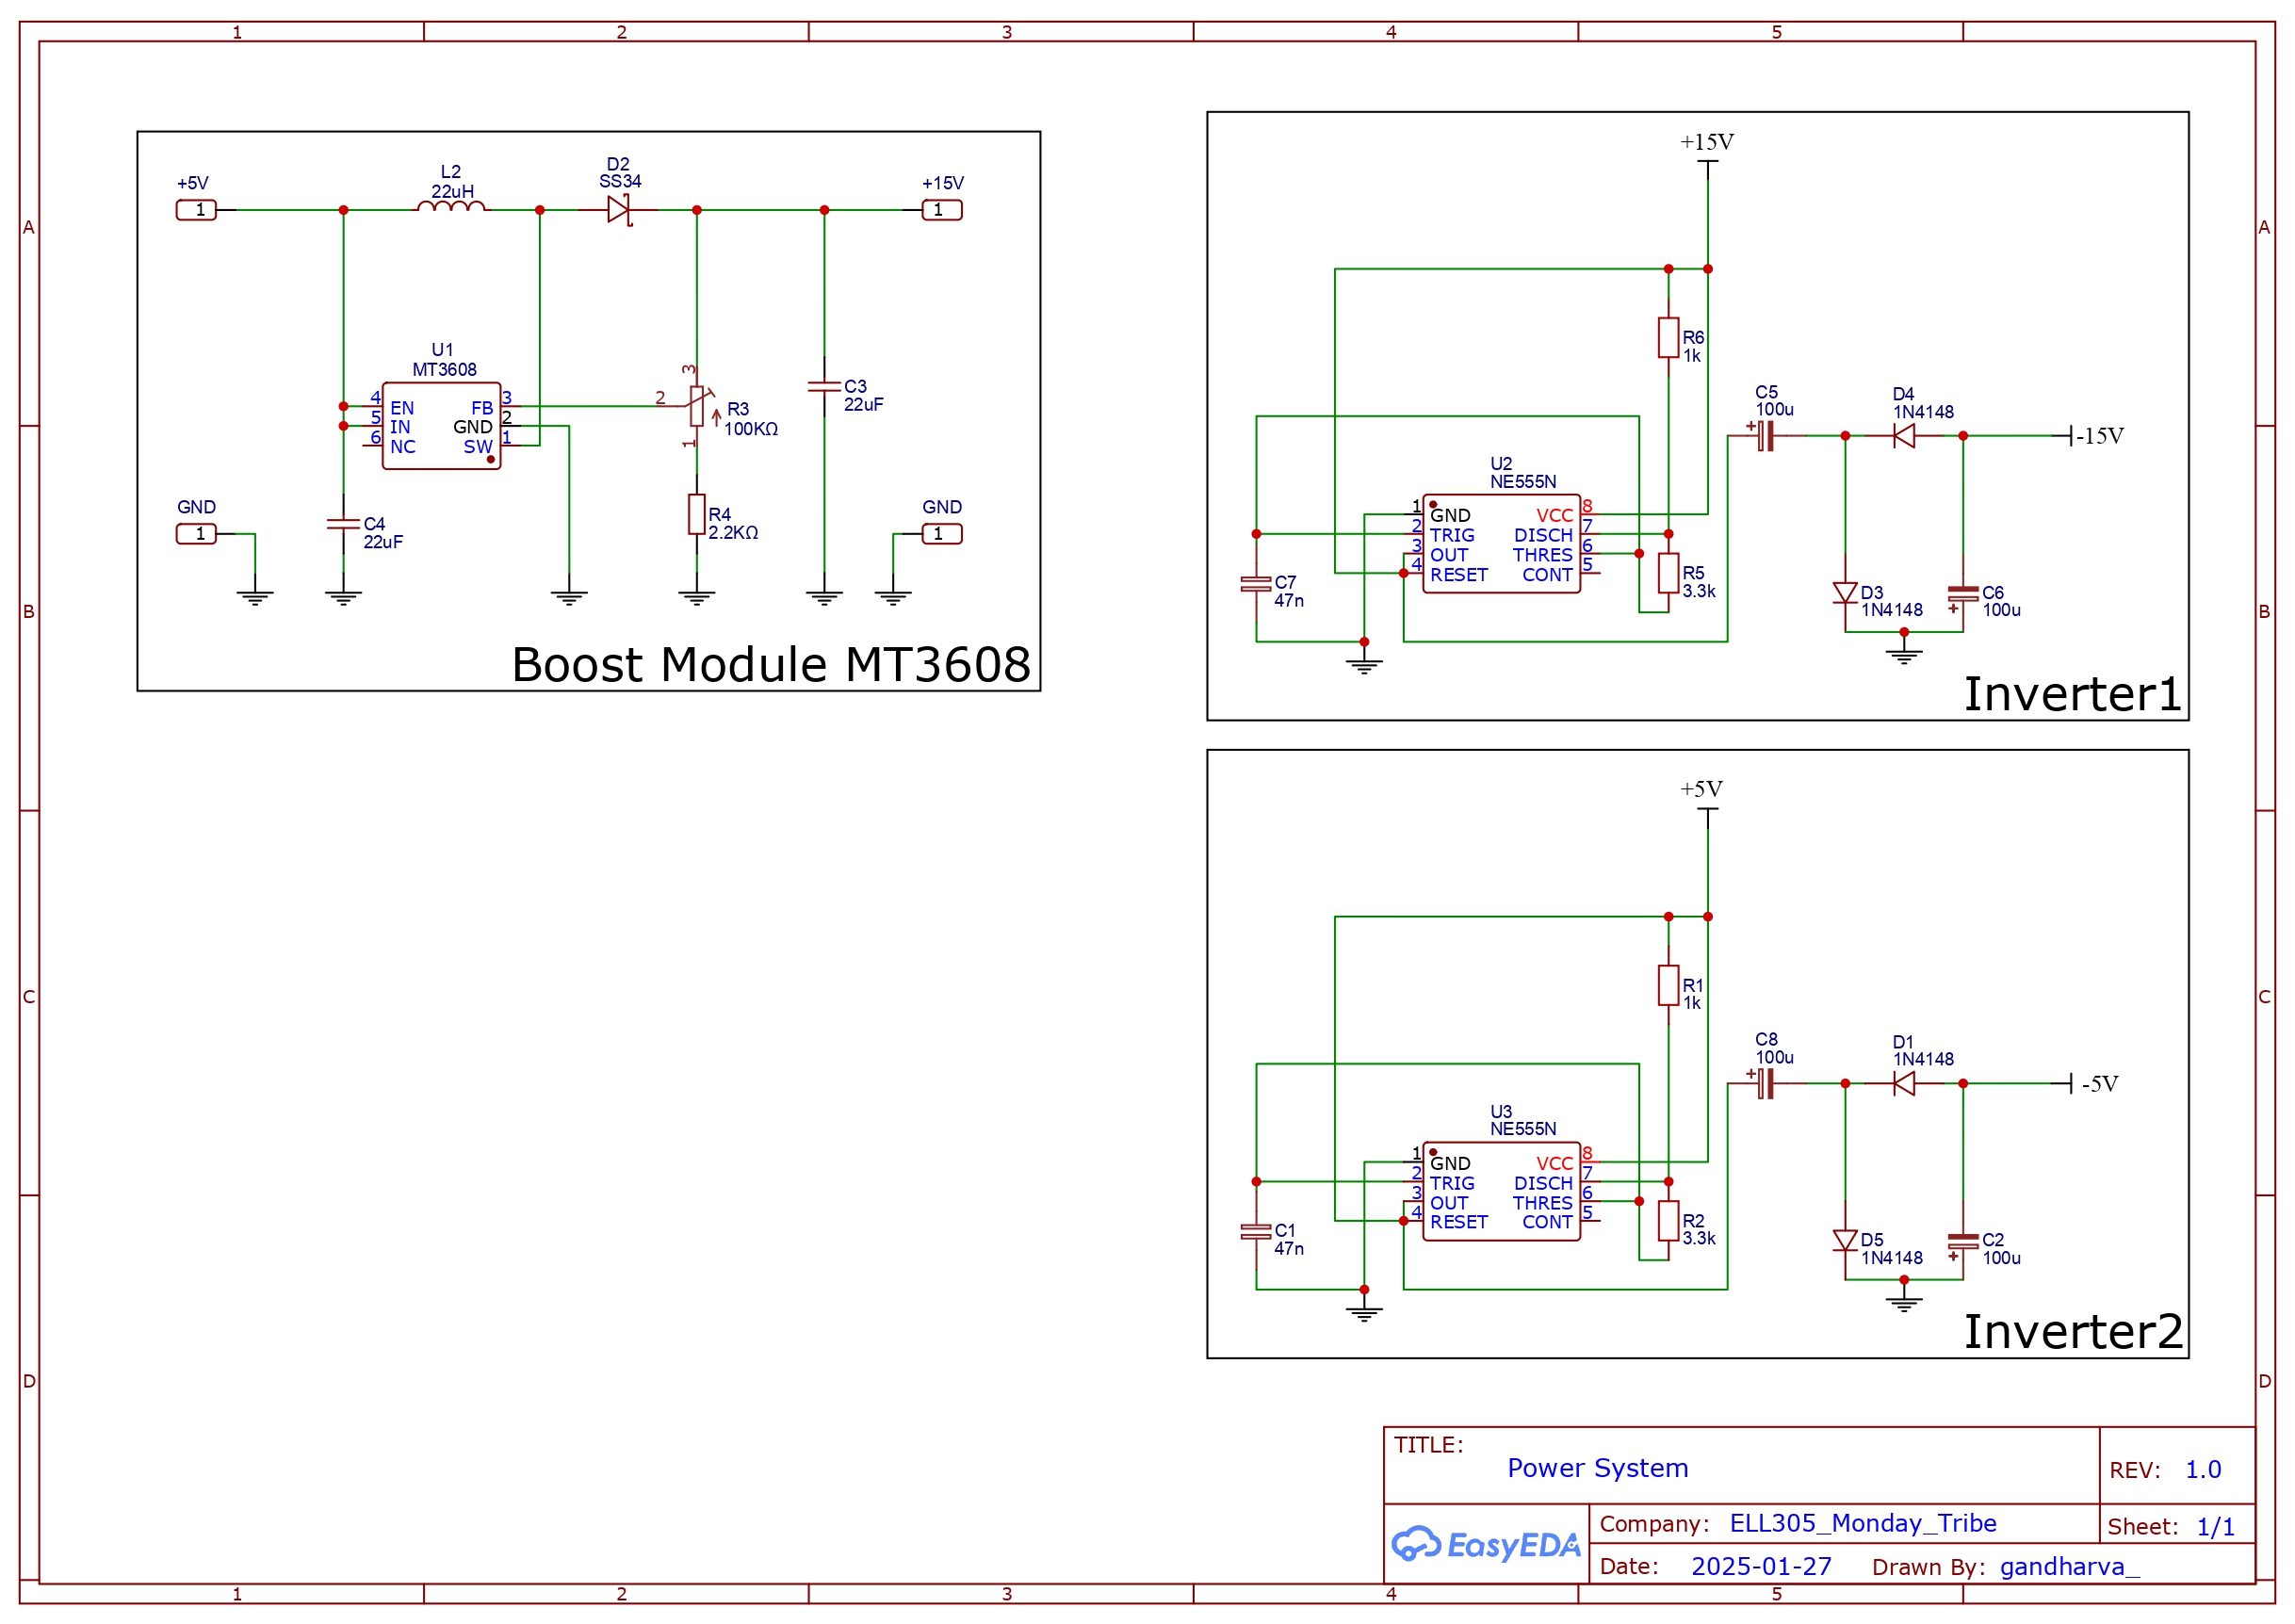 1 2 3 4 5
A
B
C
D
A
B
C
D
+5V
1
L2
22uH
D2
SS34
+15V
1
U1
MT3608
4 EN
5 IN
6 NC
FB 3
GND 2
SW 1
3
2
1
R3
100KΩ
C3
22uF
GND
1
C4
22uF
R4
2.2KΩ
GND
1
Boost Module MT3608
+15V
R6
1k
C5
100u
+
D4
1N4148
-15V
U2
NE555N
1 GND
2 TRIG
3 OUT
4 RESET
VCC 8
DISCH 7
THRES 6
CONT 5
C7
47n
R5
3.3k
D3
1N4148
C6
100u
+
Inverter1
+5V
R1
1k
C8
100u
+
D1
1N4148
-5V
U3
NE555N
1 GND
2 TRIG
3 OUT
4 RESET
VCC 8
DISCH 7
THRES 6
CONT 5
C1
47n
R2
3.3k
D5
1N4148
C2
100u
+
Inverter2
TITLE:
Power System
REV: 1.0
EasyEDA
Company: ELL305_Monday_Tribe
Sheet: 1/1
Date: 2025-01-27 Drawn By: gandharva_
1 2 3 4 5